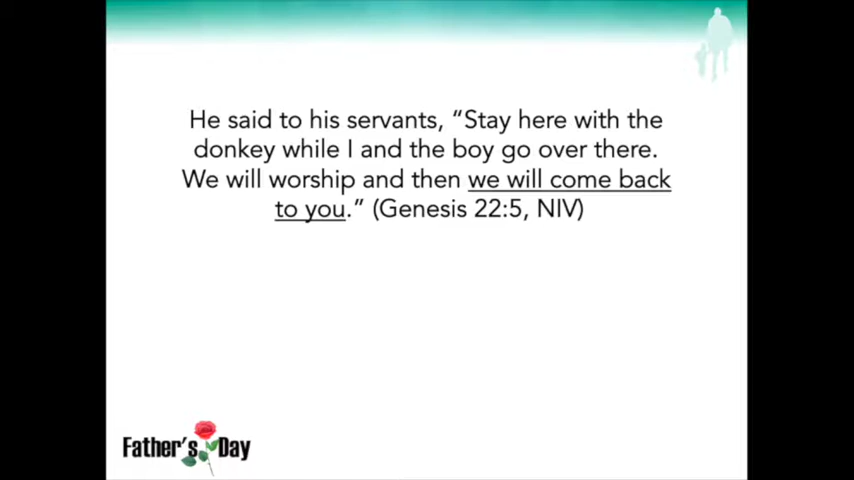 He said to his servants, “Stay here with the
donkey while I and the boy go over there.
We will worship and then we will come back
to you.” (Genesis 22:5, NIV)
Father's Day